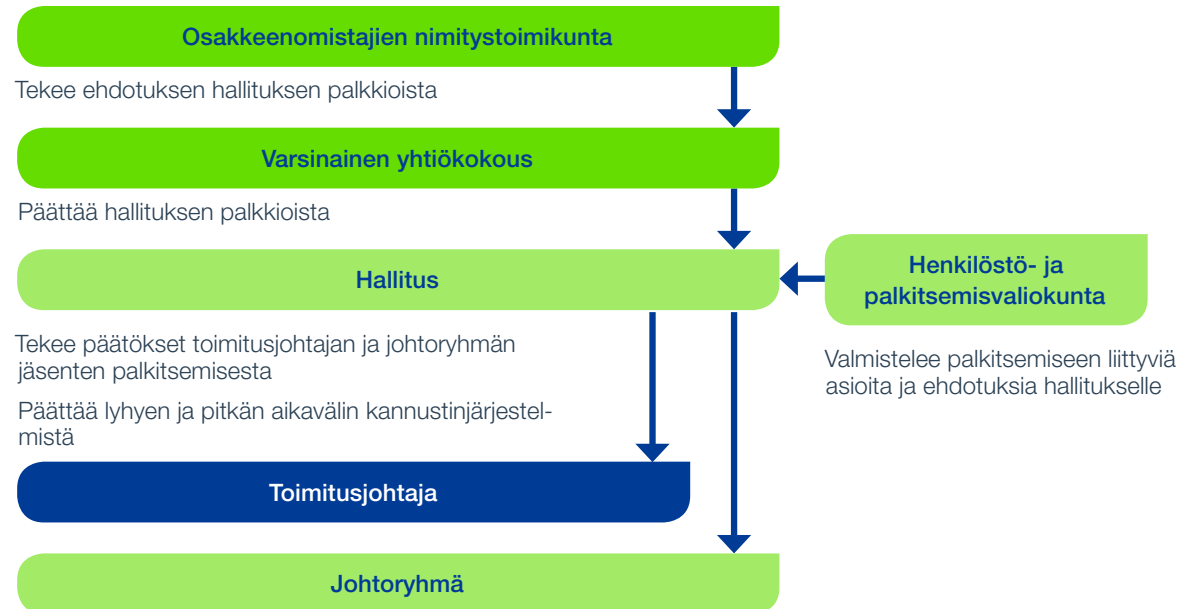 Osakkeenomistajien nimitystoimikunta
Tekee ehdotuksen hallituksen palkkioista
Varsinainen yhtiökokous
Päättää hallituksen palkkioista
Hallitus
Henkilöstö- ja
palkitsemisvaliokunta
Tekee päätökset toimitusjohtajan ja johtoryhmän
jäsenten palkitsemisesta
Päättää lyhyen ja pitkän aikavälin kannustinjärjestel-
mistä
Valmistelee palkitsemiseen liittyviä
asioita ja ehdotuksia hallitukselle
Toimitusjohtaja
Johtoryhmä